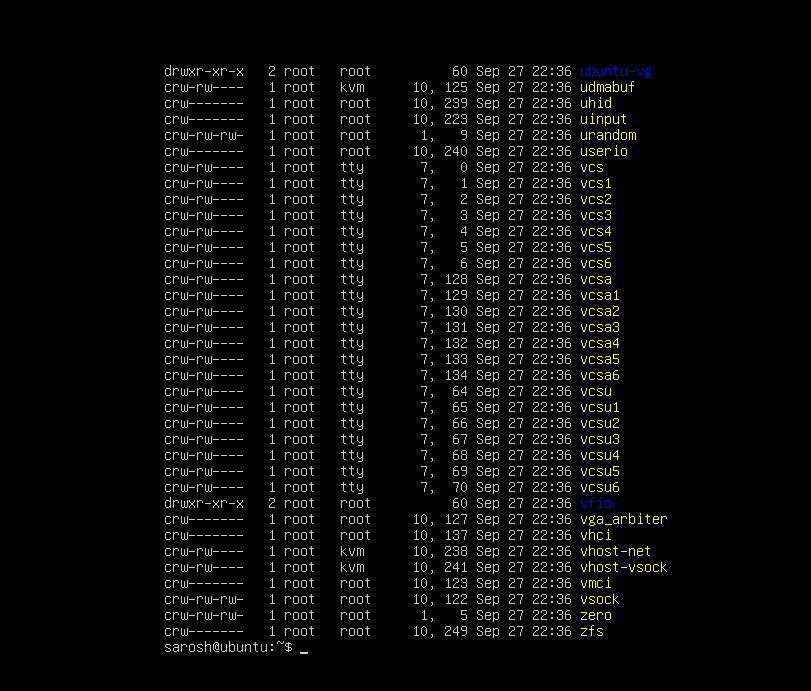 drwxr-xr-x 2 root root 60 Sep 27 22:36 ubuntu-vg
crw-rw---- 1 root kvm 10, 125 Sep 27 22:36 udmabuf
crw------- 1 root root 10, 239 Sep 27 22:36 uhid
crw------- 1 root root 10, 223 Sep 27 22:36 uinput
crw-rw-rw- 1 root root 1, 9 Sep 27 22:36 urandom
crw------- 1 root root 10, 240 Sep 27 22:36 userio
crw-rw---- 1 root tty 7, 0 Sep 27 22:36 vcs
crw-rw---- 1 root tty 7, 1 Sep 27 22:36 vcs1
crw-rw---- 1 root tty 7, 2 Sep 27 22:36 vcs2
crw-rw---- 1 root tty 7, 3 Sep 27 22:36 vcs3
crw-rw---- 1 root tty 7, 4 Sep 27 22:36 vcs4
crw-rw---- 1 root tty 7, 5 Sep 27 22:36 vcs5
crw-rw---- 1 root tty 7, 6 Sep 27 22:36 vcs6
crw-rw---- 1 root tty 7, 128 Sep 27 22:36 vcsa
crw-rw---- 1 root tty 7, 129 Sep 27 22:36 vcsa1
crw-rw---- 1 root tty 7, 130 Sep 27 22:36 vcsa2
crw-rw---- 1 root tty 7, 131 Sep 27 22:36 vcsa3
crw-rw---- 1 root tty 7, 132 Sep 27 22:36 vcsa4
crw-rw---- 1 root tty 7, 133 Sep 27 22:36 vcsa5
crw-rw---- 1 root tty 7, 134 Sep 27 22:36 vcsa6
crw-rw---- 1 root tty 7, 64 Sep 27 22:36 vcsu
crw-rw---- 1 root tty 7, 65 Sep 27 22:36 vcsu1
crw-rw---- 1 root tty 7, 66 Sep 27 22:36 vcsu2
crw-rw---- 1 root tty 7, 67 Sep 27 22:36 vcsu3
crw-rw---- 1 root tty 7, 68 Sep 27 22:36 vcsu4
crw-rw---- 1 root tty 7, 69 Sep 27 22:36 vcsu5
crw-rw---- 1 root tty 7, 70 Sep 27 22:36 vcsu6
drwxr-xr-x 2 root root 60 Sep 27 22:36 vfio
crw------- 1 root root 10, 127 Sep 27 22:36 vga_arbiter
crw------- 1 root root 10, 137 Sep 27 22:36 vhci
crw-rw---- 1 root kvm 10, 238 Sep 27 22:36 vhost-net
crw-rw---- 1 root kvm 10, 241 Sep 27 22:36 vhost-vsock
crw------- 1 root root 10, 123 Sep 27 22:36 vmci
crw-rw-rw- 1 root root 10, 122 Sep 27 22:36 vsock
crw-rw-rw- 1 root root 1, 5 Sep 27 22:36 zero
crw------- 1 root root 10, 249 Sep 27 22:36 zfs
sarosh@ubuntu:~$ _